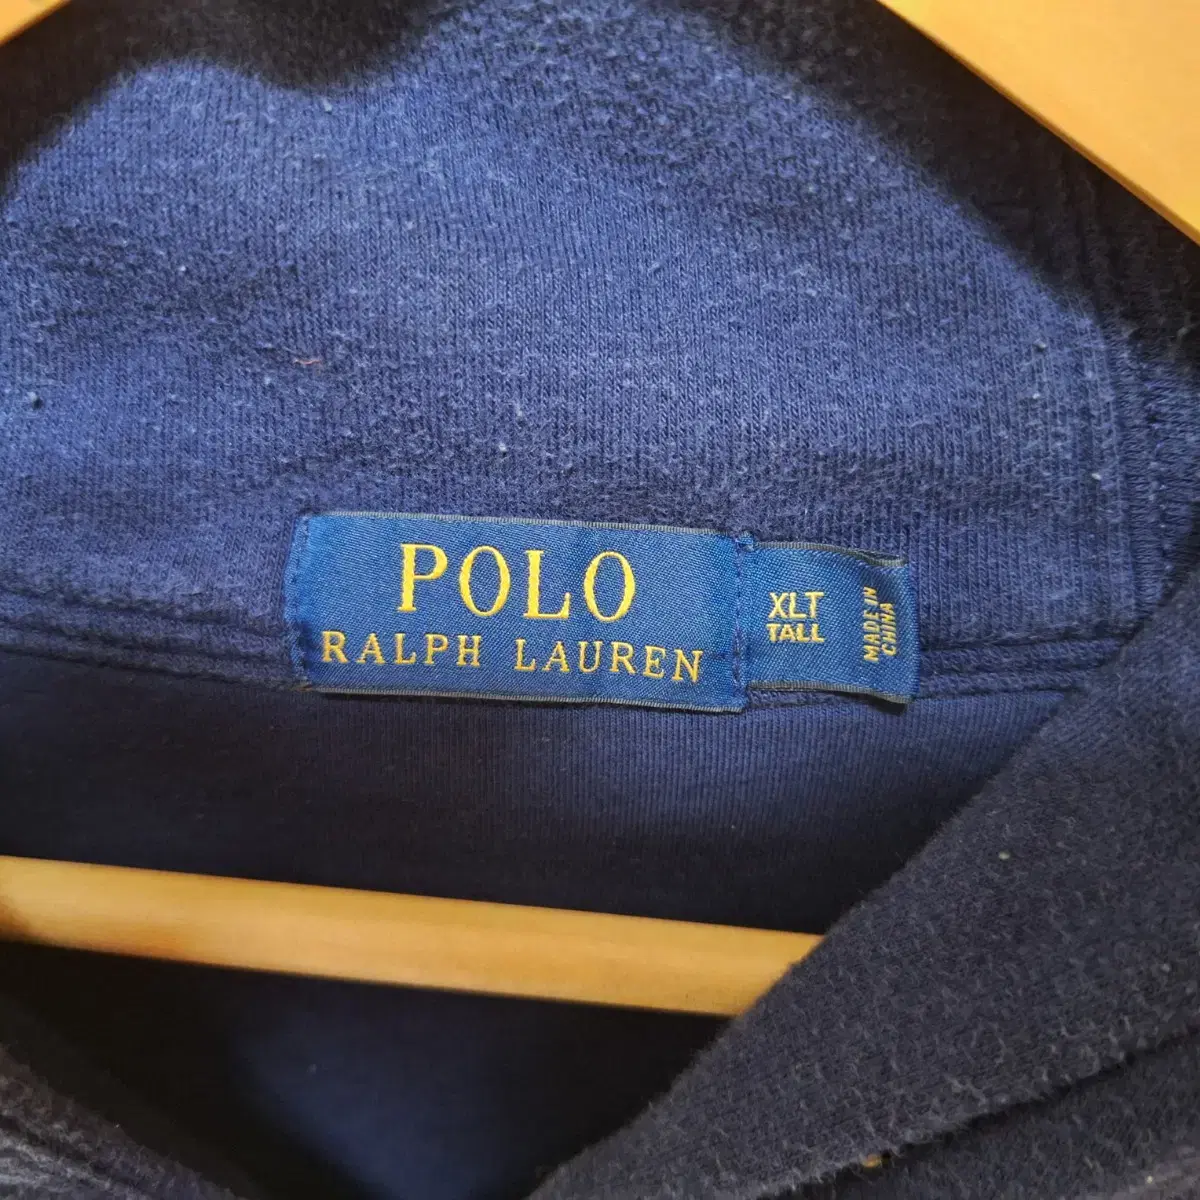 POLO
RALPH LAUREN
XLT
TALL
MADE IN
CHINA